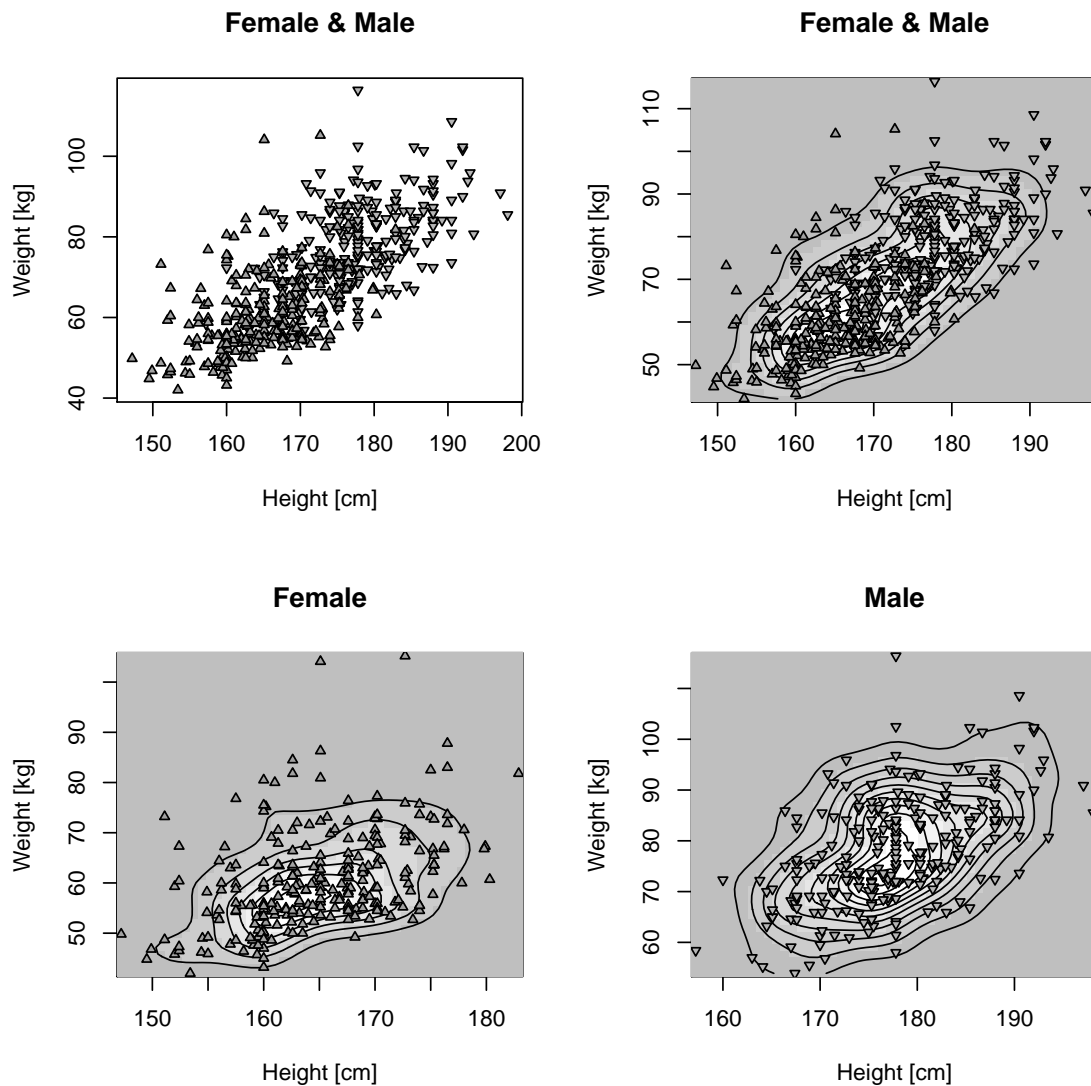 Female & Male
Weight [kg]
100
80
60
40
150 160 170 180 190 200
Height [cm]
Female & Male
Weight [kg]
110
90
70
50
150 160 170 180 190
Height [cm]
Female
Weight [kg]
90
80
70
60
50
150 160 170 180
Height [cm]
Male
Weight [kg]
100
90
80
70
60
160 170 180 190
Height [cm]